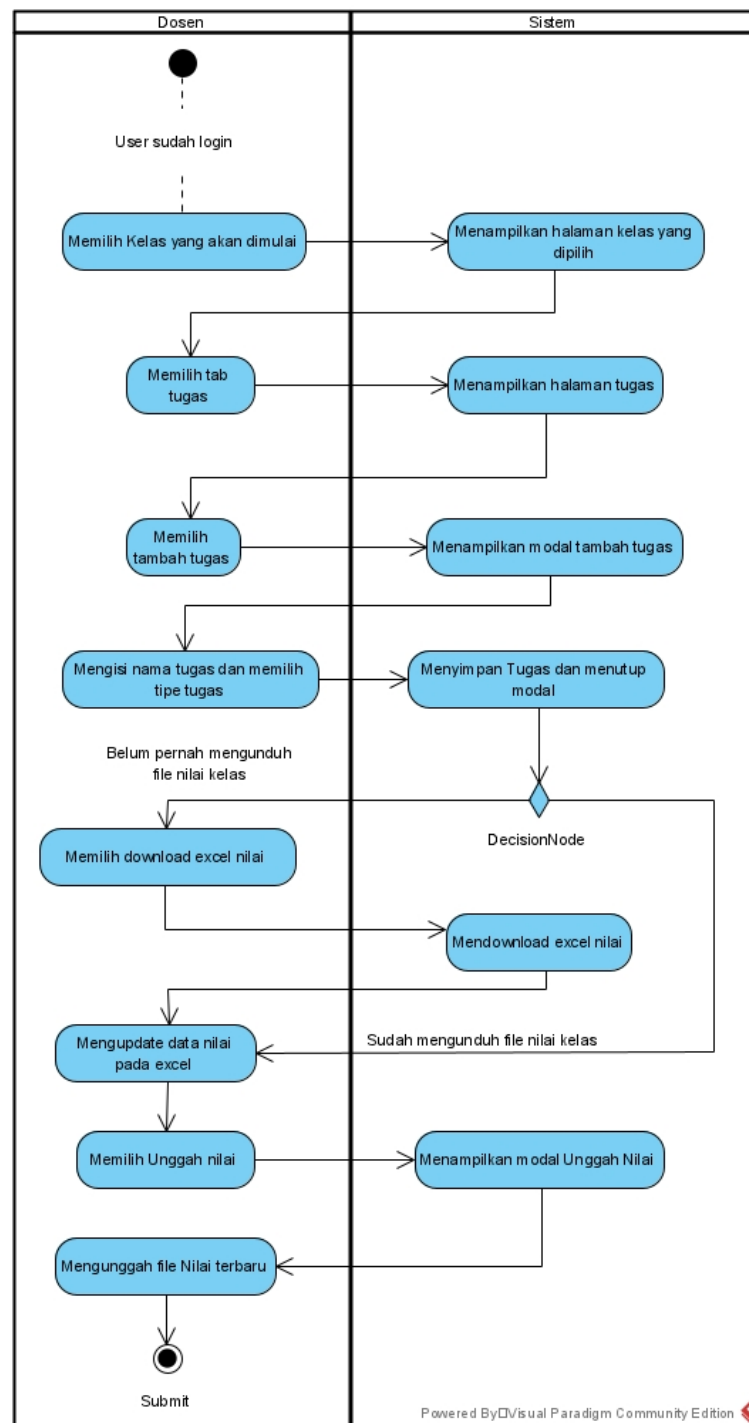 Dosen
Sistem
User sudah login
Memilih Kelas yang akan dimulai
Menampilkan halaman kelas yang
dipilih
Memilih tab
tugas
Menampilkan halaman tugas
Memilih
tambah tugas
Menampilkan modal tambah tugas
Mengisi nama tugas dan memilih
tipe tugas
Menyimpan Tugas dan menutup
modal
Belum pernah mengunduh
file nilai kelas
DecisionNode
Memilih download excel nilai
Mendownload excel nilai
Mengupdate data nilai
pada excel
Sudah mengunduh file nilai kelas
Memilih Unggah nilai
Menampilkan modal Unggah Nilai
Mengunggah file Nilai terbaru
Submit
Powered By□Visual Paradigm Community Edition